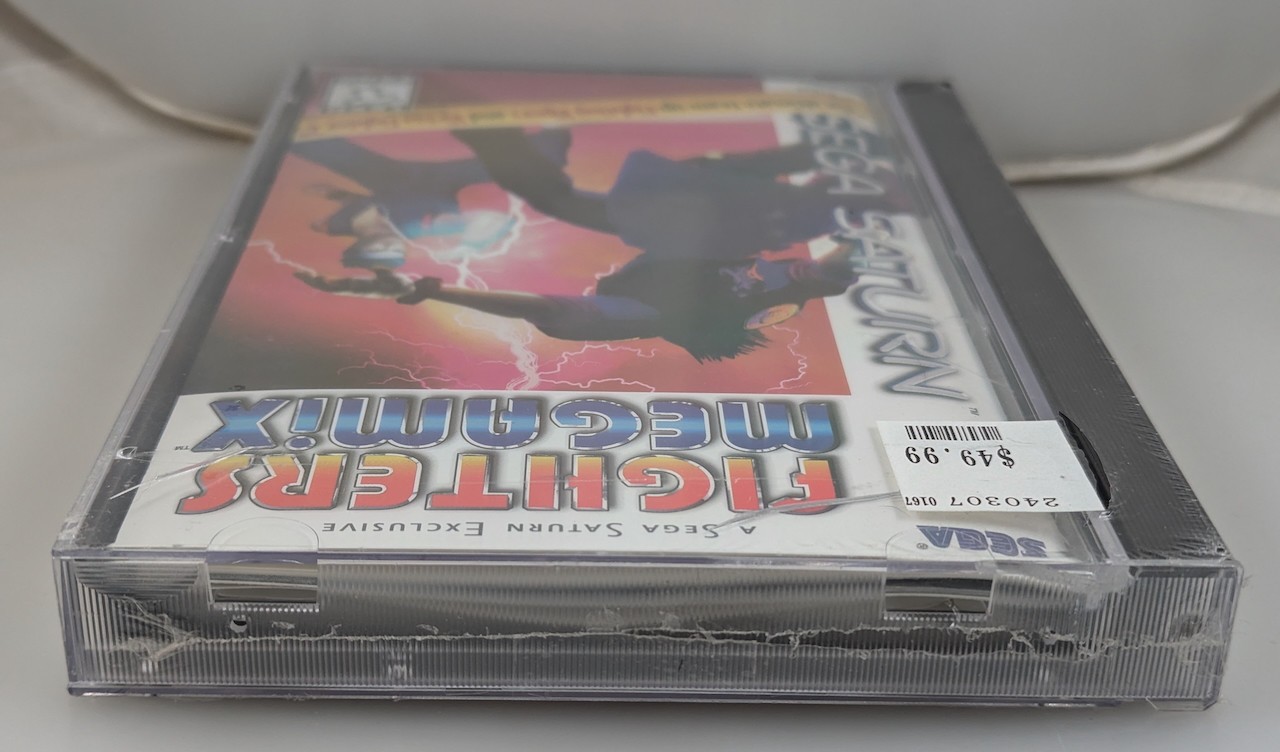 SEGA
A SEGA SATURN EXCLUSIVE
FIGHTERS
MEGAMiX
SEGA SATURN
$49.99
240307 0167